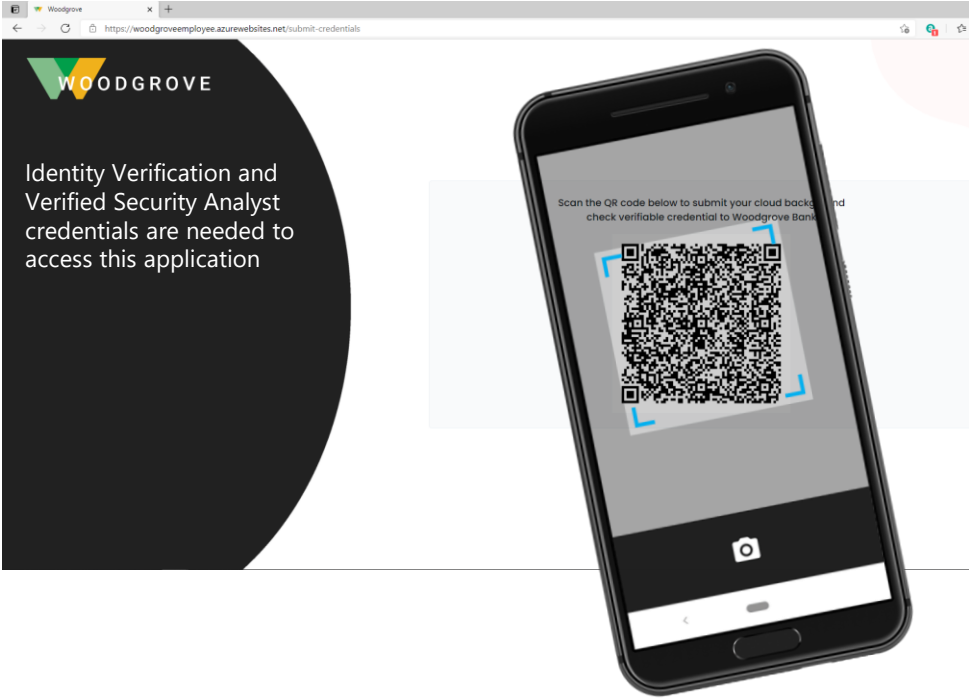 Woodgrove
https://woodgroveemployee.azurewebsites.net/submit-credentials
WOODGROVE
Identity Verification and
Verified Security Analyst
credentials are needed to
access this application
Scan the QR code below to submit your cloud background
check verifiable credential to Woodgrove Bank